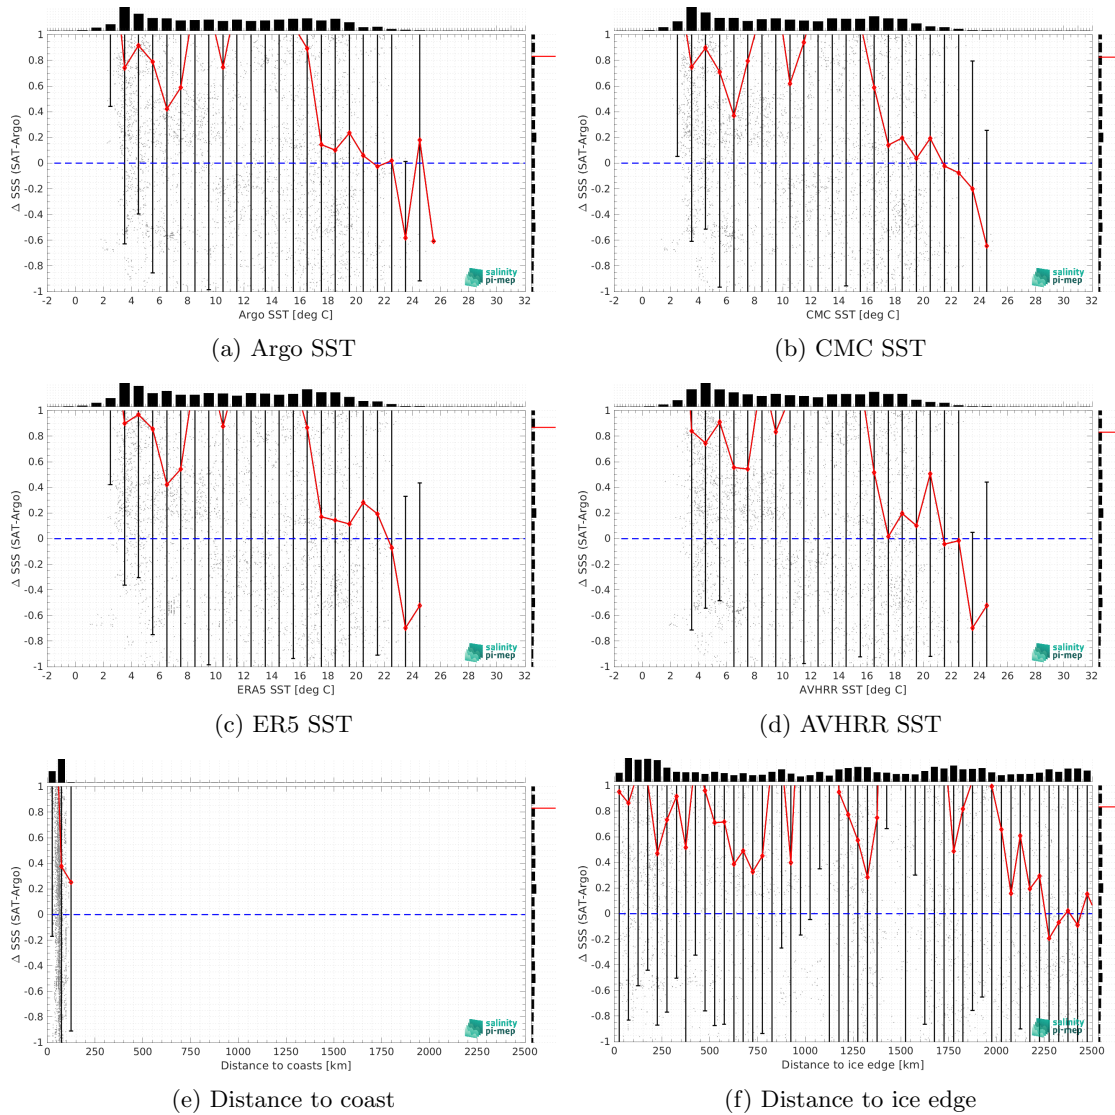 1
0.8
0.6
0.4
0.2
0
-0.2
-0.4
-0.6
-0.8
-1
Δ SSS (SAT-Argo)
-2 0 2 4 6 8 10 12 14 16 18 20 22 24 26 28 30 32
Argo SST [deg C]
salinity
pi-mep
(a) Argo SST
1
0.8
0.6
0.4
0.2
0
-0.2
-0.4
-0.6
-0.8
-1
Δ SSS (SAT-Argo)
-2 0 2 4 6 8 10 12 14 16 18 20 22 24 26 28 30 32
CMC SST [deg C]
salinity
pi-mep
(b) CMC SST
1
0.8
0.6
0.4
0.2
0
-0.2
-0.4
-0.6
-0.8
-1
Δ SSS (SAT-Argo)
-2 0 2 4 6 8 10 12 14 16 18 20 22 24 26 28 30 32
ERA5 SST [deg C]
salinity
pi-mep
(c) ER5 SST
1
0.8
0.6
0.4
0.2
0
-0.2
-0.4
-0.6
-0.8
-1
Δ SSS (SAT-Argo)
-2 0 2 4 6 8 10 12 14 16 18 20 22 24 26 28 30 32
AVHRR SST [deg C]
salinity
pi-mep
(d) AVHRR SST
1
0.8
0.6
0.4
0.2
0
-0.2
-0.4
-0.6
-0.8
-1
Δ SSS (SAT-Argo)
0 250 500 750 1000 1250 1500 1750 2000 2250 2500
Distance to coasts [km]
salinity
pi-mep
(e) Distance to coast
1
0.8
0.6
0.4
0.2
0
-0.2
-0.4
-0.6
-0.8
-1
Δ SSS (SAT-Argo)
0 250 500 750 1000 1250 1500 1750 2000 2250 2500
Distance to ice edge [km]
salinity
pi-mep
(f) Distance to ice edge